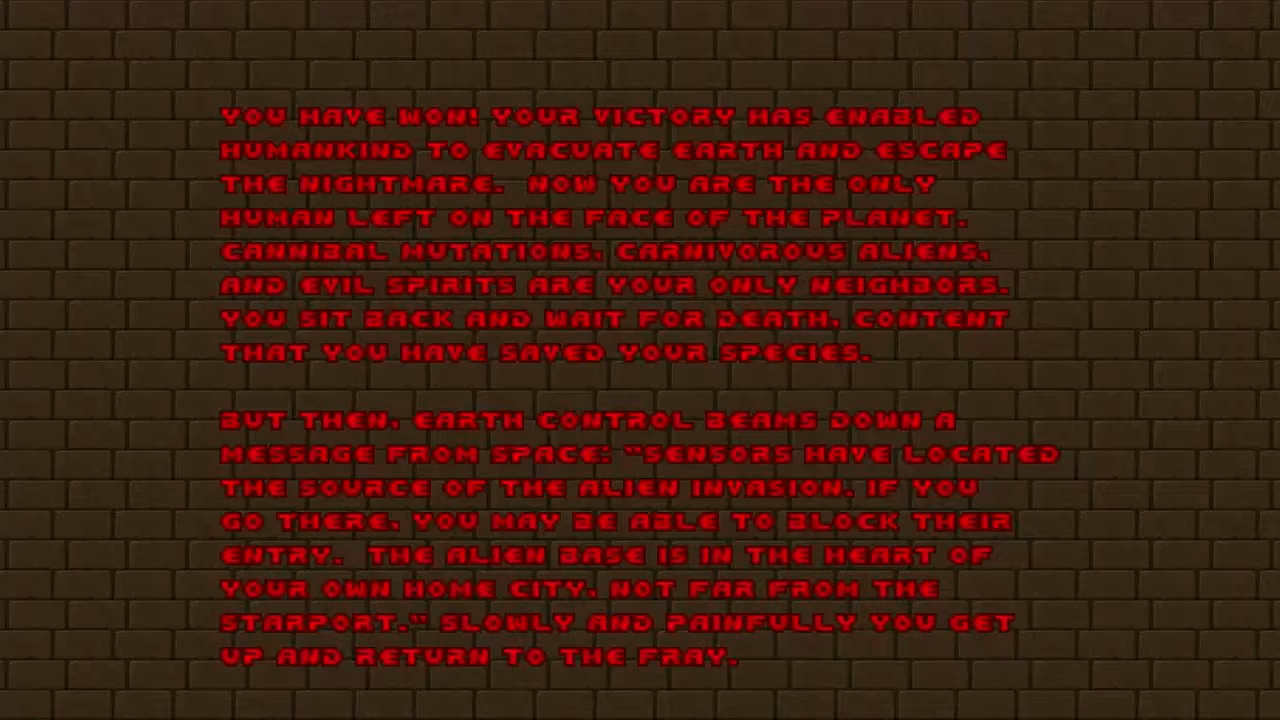 YOU HAVE WON! YOUR VICTORY HAS ENABLED
HUMANKIND TO EVACUATE EARTH AND ESCAPE
THE NIGHTMARE.  NOW YOU ARE THE ONLY
HUMAN LEFT ON THE FACE OF THE PLANET.
CANNIBAL MUTATIONS, CARNIVOROUS ALIENS,
AND EVIL SPIRITS ARE YOUR ONLY NEIGHBORS.
YOU SIT BACK AND WAIT FOR DEATH, CONTENT
THAT YOU HAVE SAVED YOUR SPECIES.

BUT THEN, EARTH CONTROL BEAMS DOWN A
MESSAGE FROM SPACE: "SENSORS HAVE LOCATED
THE SOURCE OF THE ALIEN INVASION. IF YOU
GO THERE, YOU MAY BE ABLE TO BLOCK THEIR
ENTRY.  THE ALIEN BASE IS IN THE HEART OF
YOUR OWN HOME CITY, NOT FAR FROM THE
STARPORT." SLOWLY AND PAINFULLY YOU GET
UP AND RETURN TO THE FRAY.